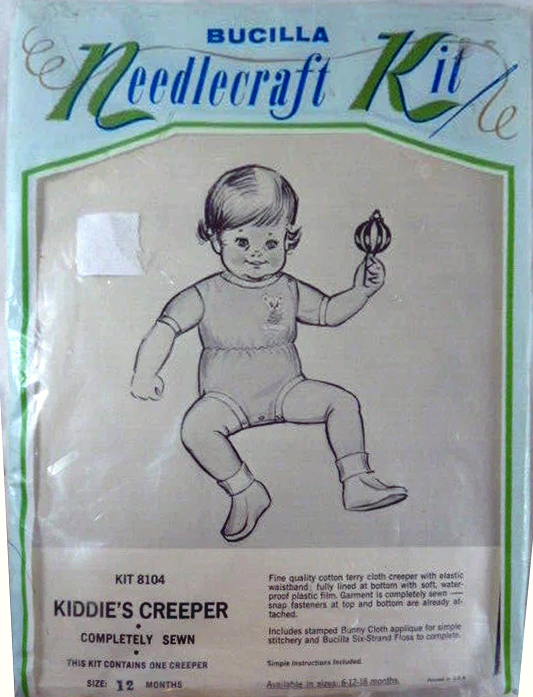 BUCILLA
Needlecraft Kit
KIT 8104
KIDDIE'S CREEPER
COMPLETELY SEWN
THIS KIT CONTAINS ONE CREEPER
SIZE: 12 MONTHS
Fine quality cotton terry cloth creeper with elastic
waistband; fully lined at bottom with soft, water-
proof plastic film. Garment is completely sewn —
snap fasteners at top and bottom are already at-
tached.
Includes stamped Bunny Cloth applique for simple
stitchery and Bucilla Six-Strand Floss to complete.
Simple Instructions Included.
Available in sizes: 6-12-18 months.
Printed in U.S.A.